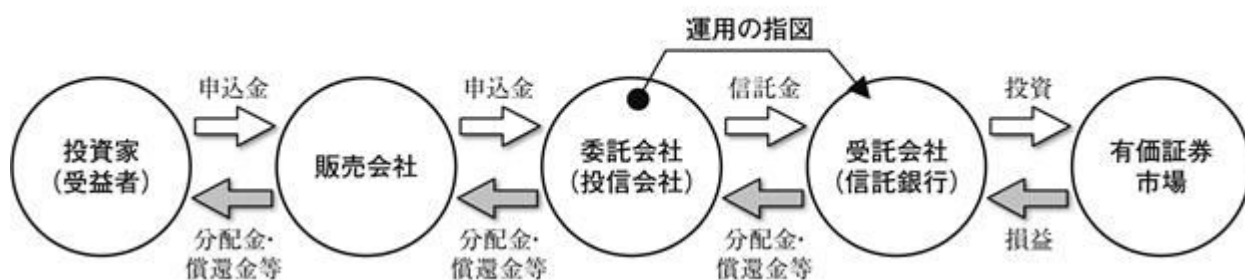 運用の指図
申込金
申込金
信託金
投資
投資家
(受益者)
販売会社
委託会社
(投信会社)
受託会社
(信託銀行)
有価証券
市場
分配金・
償還金等
分配金・
償還金等
分配金・
償還金等
損益